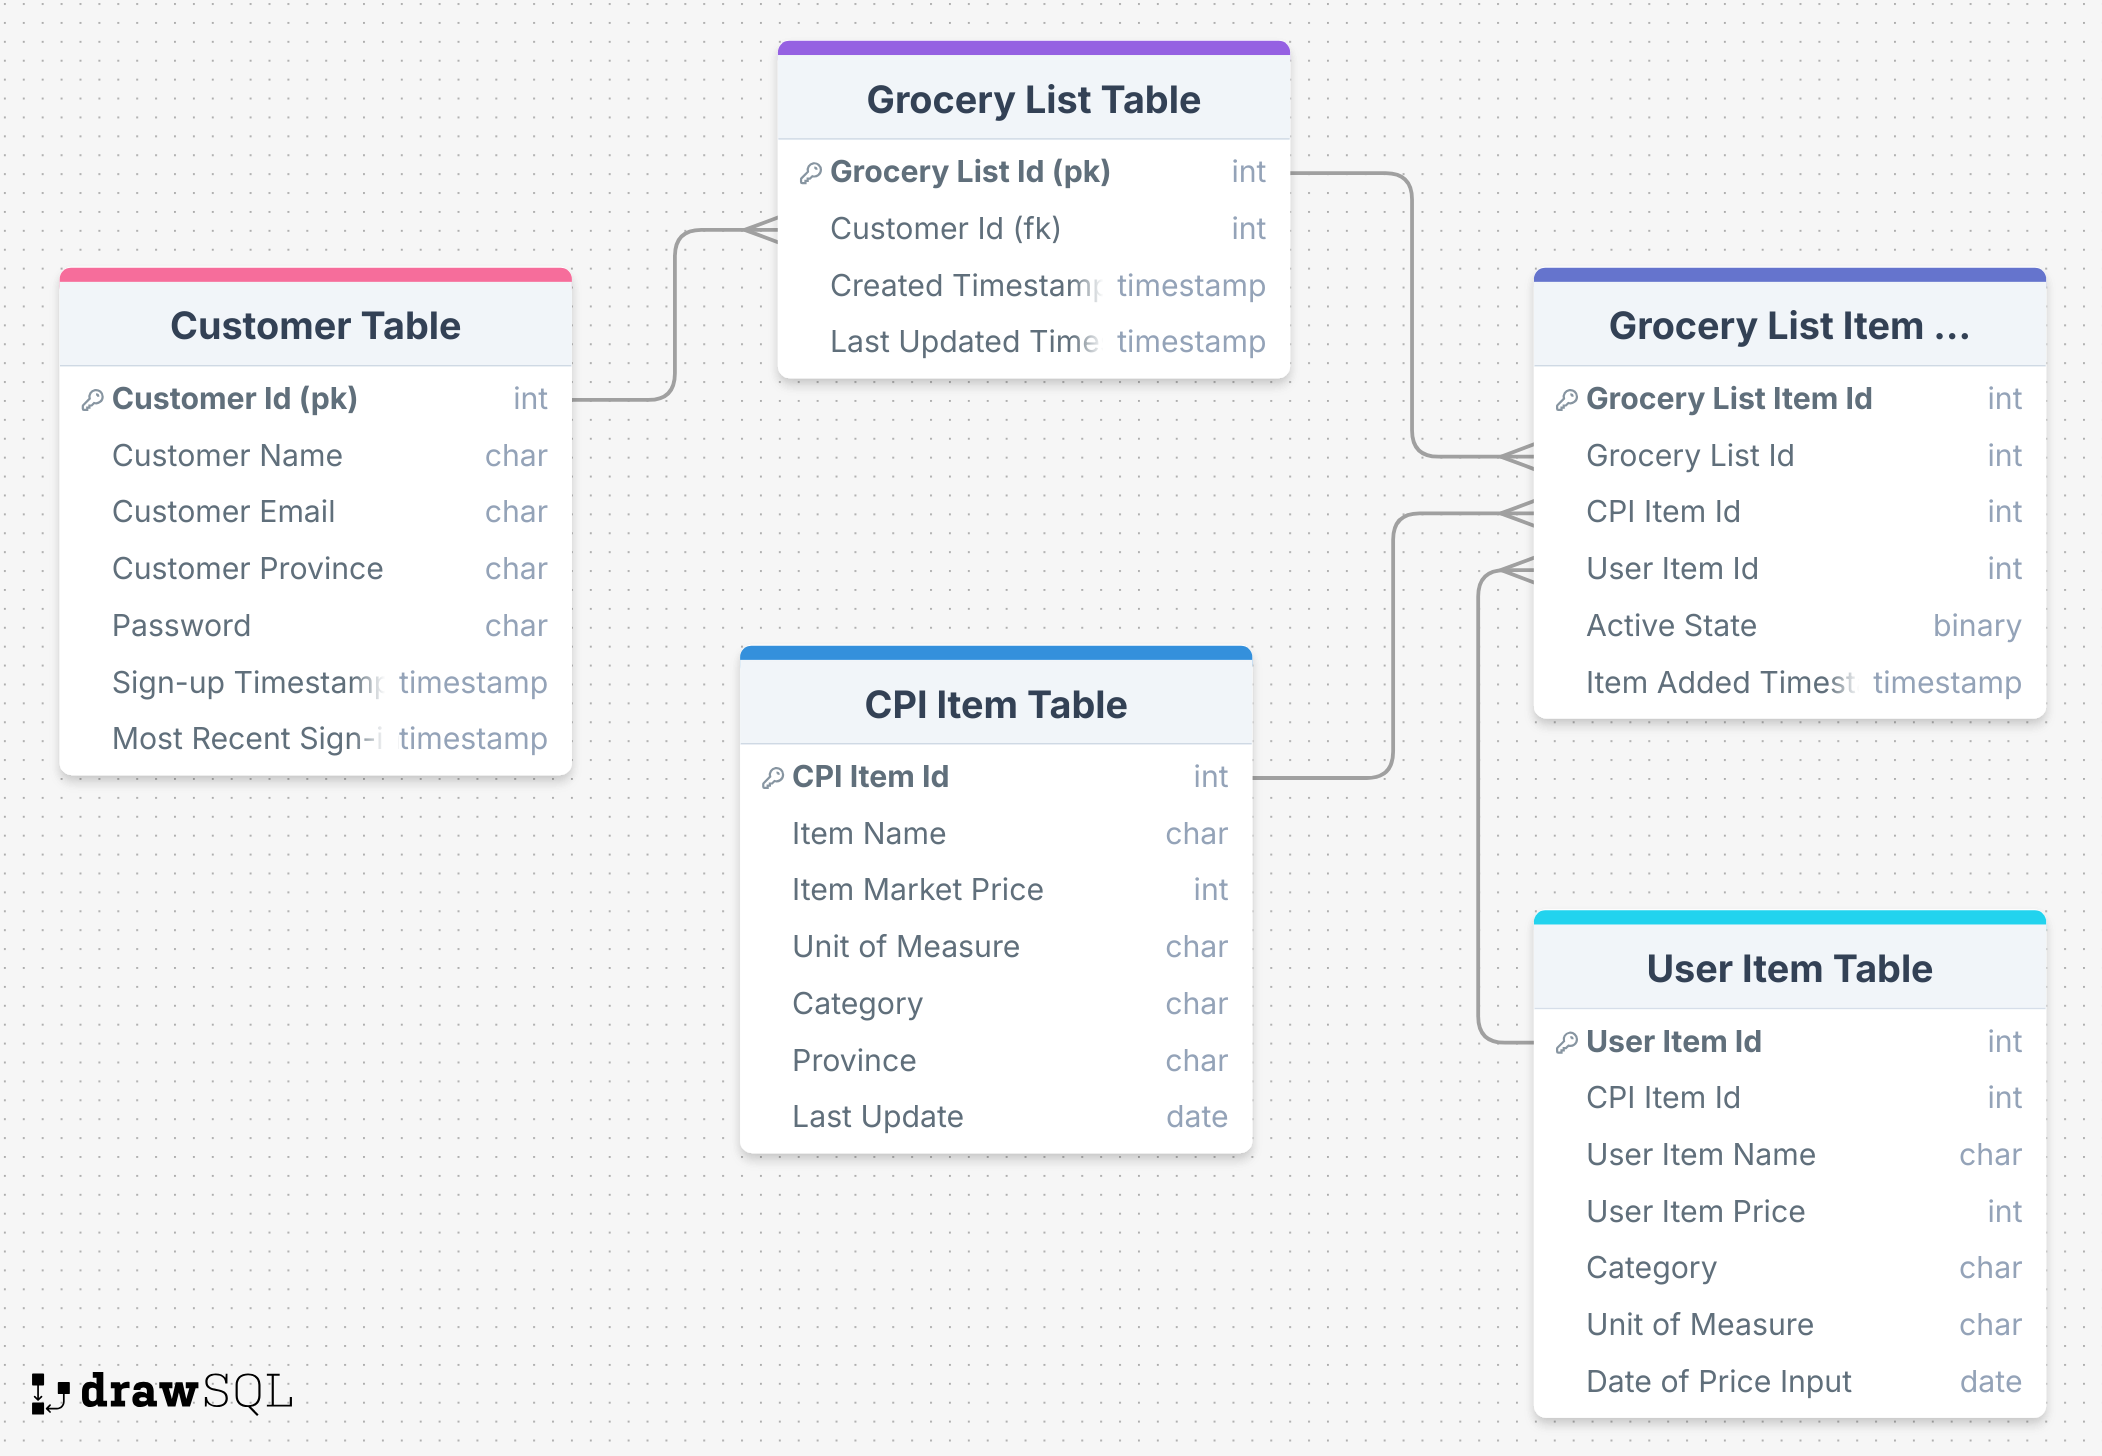 Grocery List Table
Grocery List Id (pk) int
Customer Id (fk) int
Created Timestamp timestamp
Last Updated Time timestamp
Customer Table
Customer Id (pk) int
Customer Name char
Customer Email char
Customer Province char
Password char
Sign-up Timestamp timestamp
Most Recent Sign-i timestamp
Grocery List Item ...
Grocery List Item Id int
Grocery List Id int
CPI Item Id int
User Item Id int
Active State binary
Item Added Timest timestamp
CPI Item Table
CPI Item Id int
Item Name char
Item Market Price int
Unit of Measure char
Category char
Province char
Last Update date
User Item Table
User Item Id int
CPI Item Id int
User Item Name char
User Item Price int
Category char
Unit of Measure char
Date of Price Input date
drawSQL